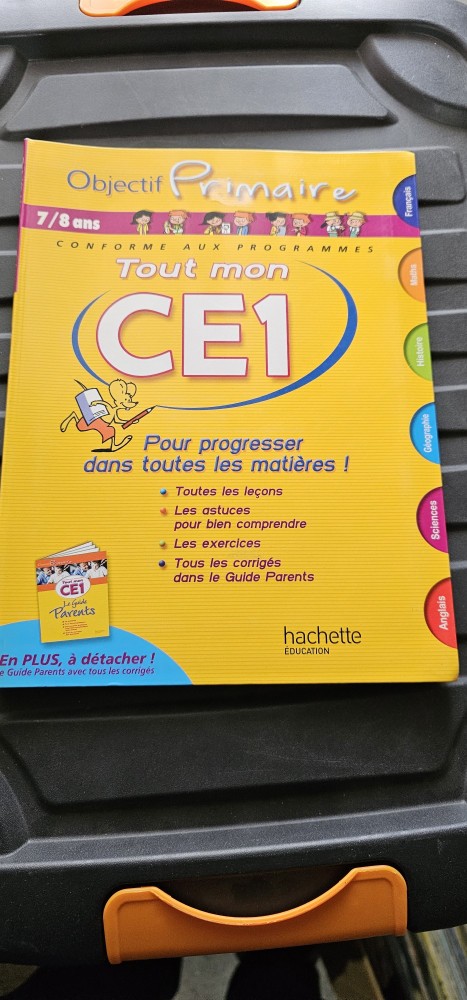 Objectif Primaire
7/8 ans
CONFORME AUX PROGRAMMES
Tout mon
CE1
Pour progresser
dans toutes les matières !
Toutes les leçons
Les astuces
pour bien comprendre
Les exercices
Tous les corrigés
dans le Guide Parents
Tout mon
CE1
Le Guide
Parents
En PLUS, à détacher !
e Guide Parents avec tous les corrigés
hachette
ÉDUCATION
Français
Maths
Histoire
Géographie
Sciences
Anglais